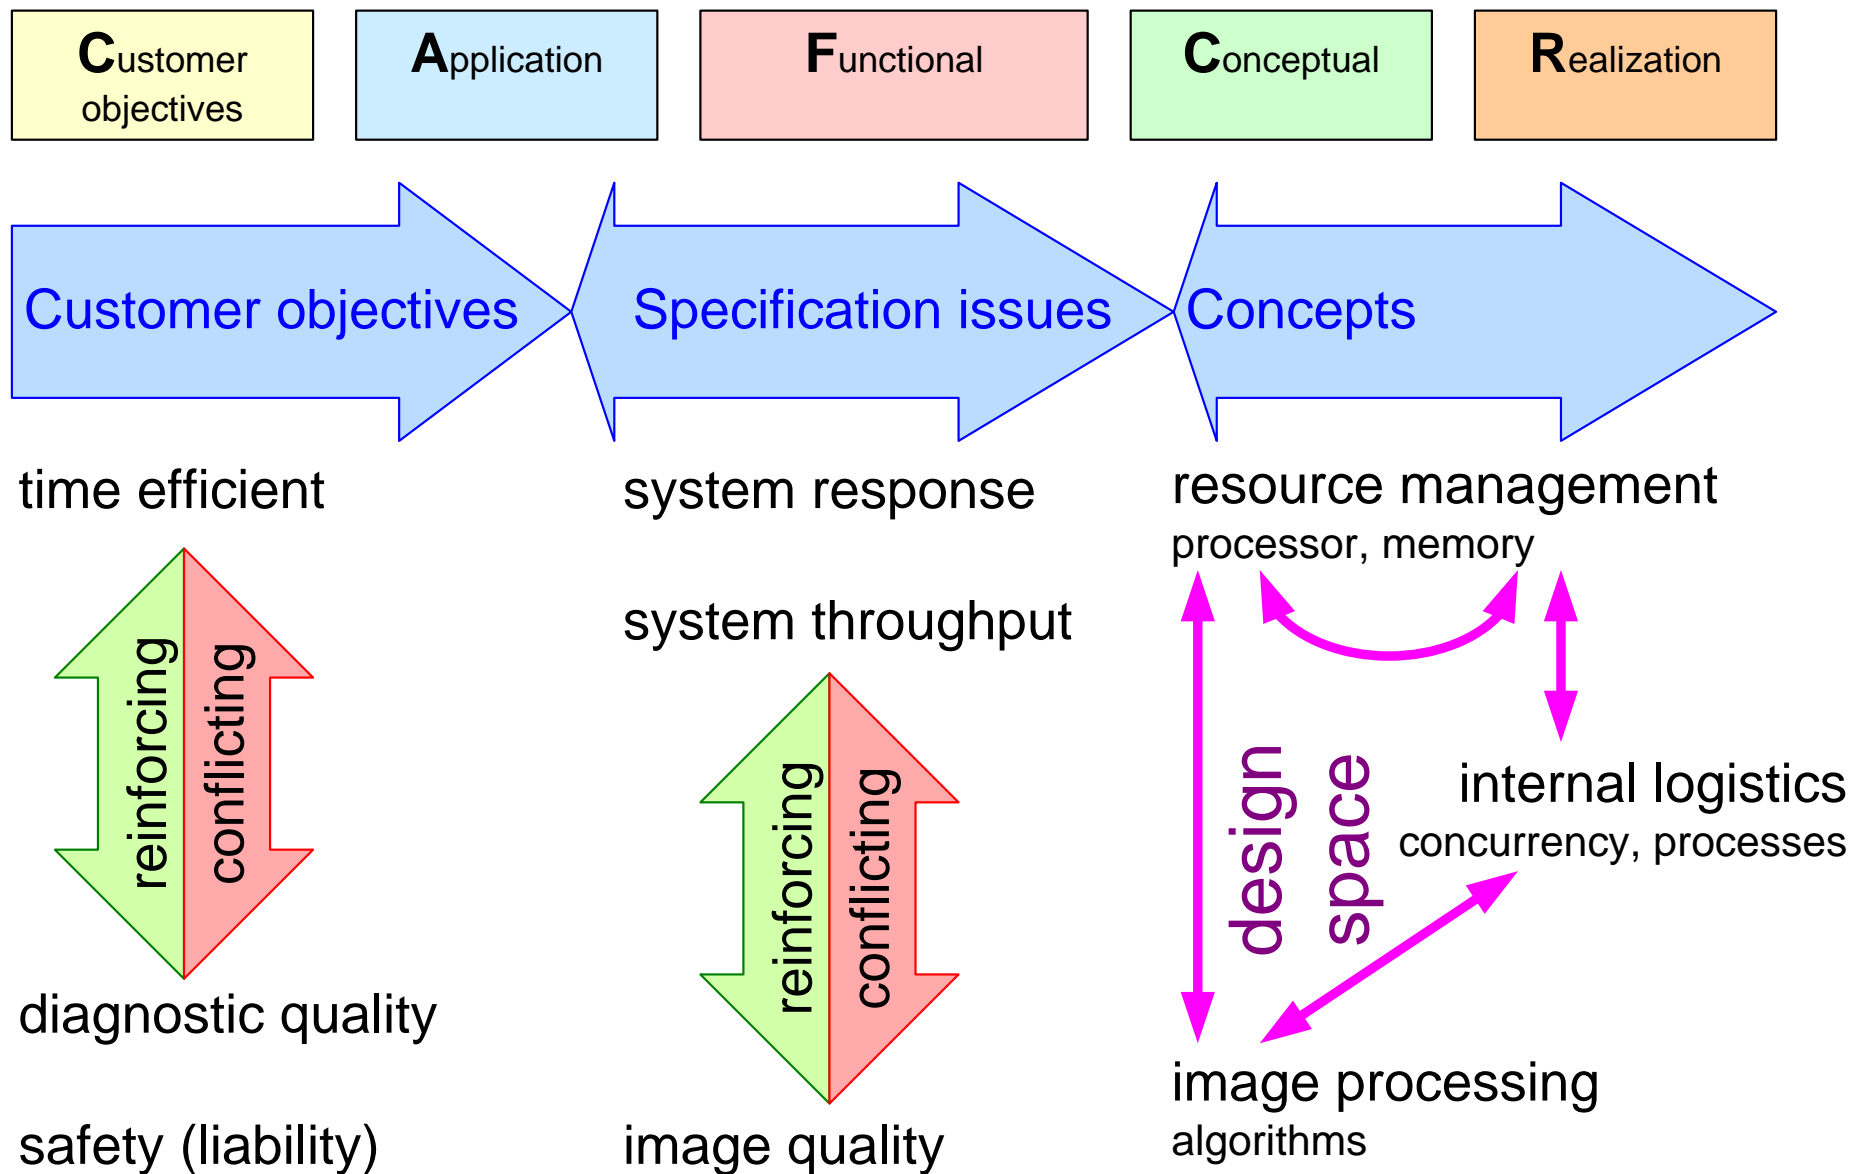 Customer
objectives
Application
Functional
Conceptual
Realization
Customer objectives
Specification issues
Concepts
time efficient
reinforcing
conflicting
diagnostic quality
safety (liability)
system response
system throughput
reinforcing
conflicting
image quality
resource management
processor, memory
design
space
internal logistics
concurrency, processes
image processing
algorithms